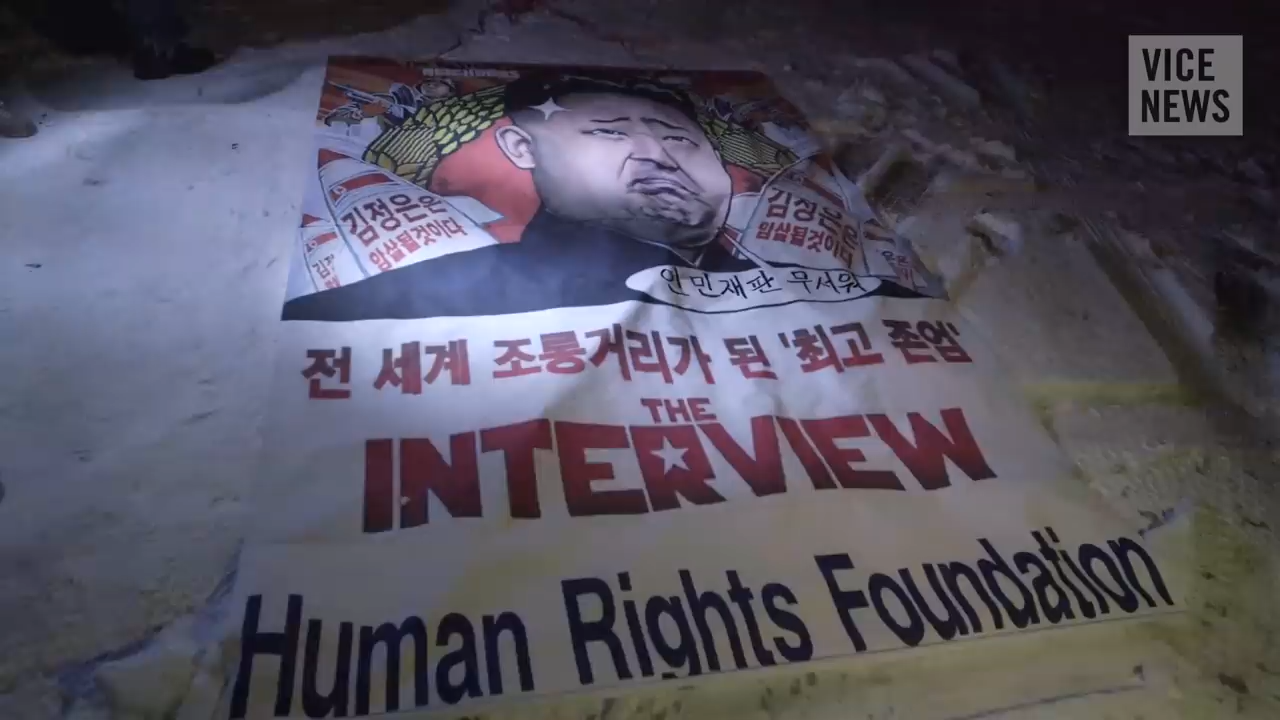 VICE
NEWS
김정은은
암살될것이다
김정은은
암살될것이다
인민재판 무서워
전 세계 조롱거리가 된 '최고 존엄'
THE
INTERVIEW
Human Rights Foundation